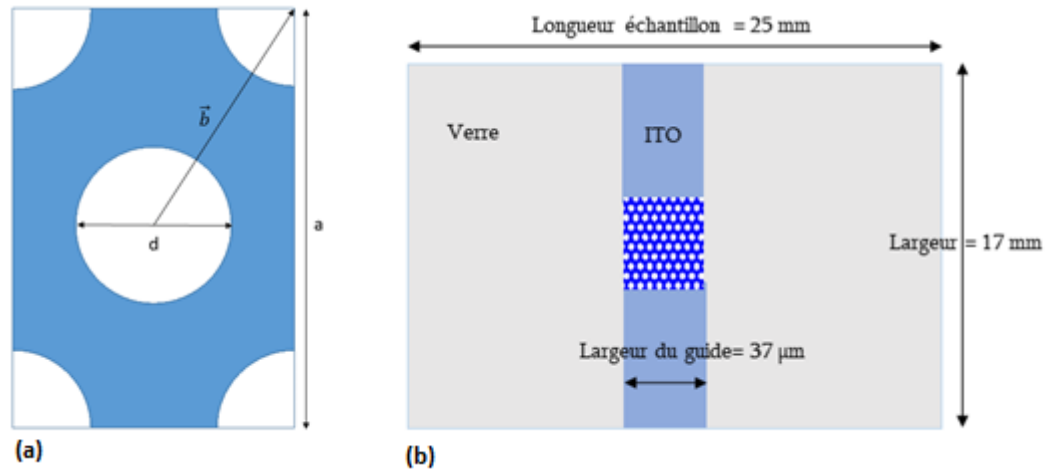 Longueur échantillon = 25 mm
b
a
d
Verre
ITO
Largeur = 17 mm
Largeur du guide= 37 µm
(a)
(b)